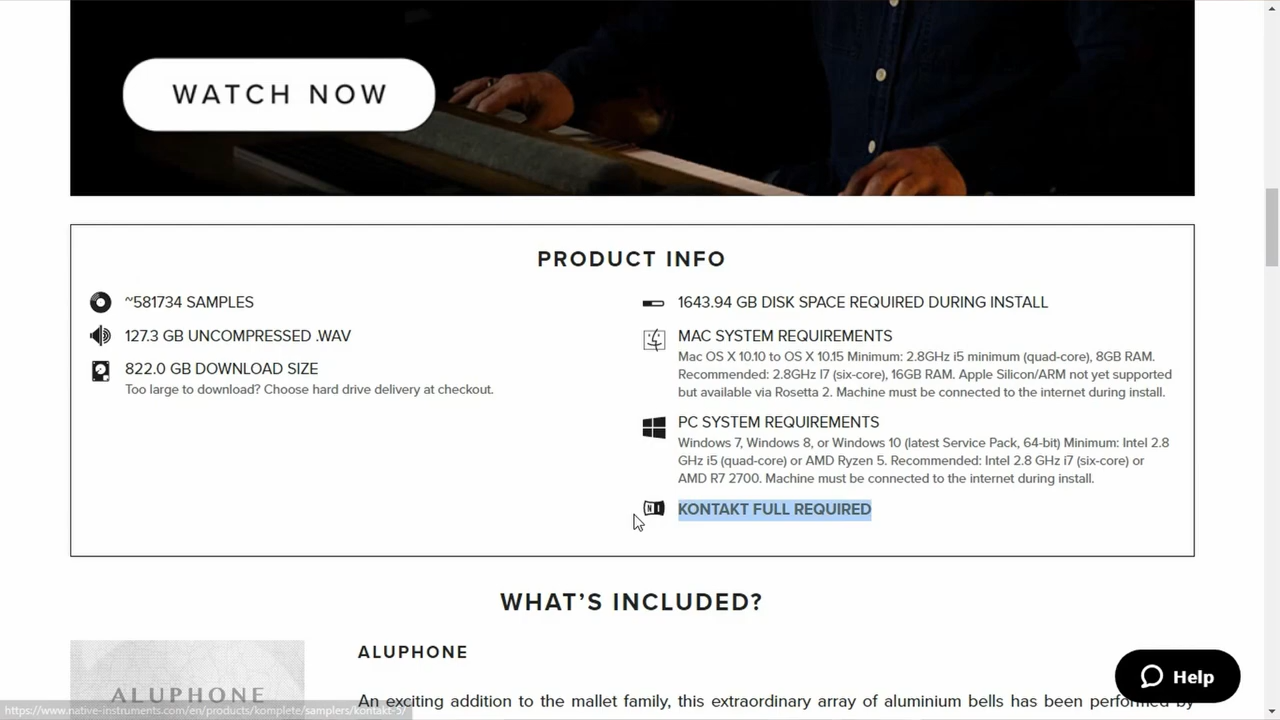 WATCH NOW
PRODUCT INFO
~581734 SAMPLES
127.3 GB UNCOMPRESSED .WAV
822.0 GB DOWNLOAD SIZE
Too large to download? Choose hard drive delivery at checkout.
1643.94 GB DISK SPACE REQUIRED DURING INSTALL
MAC SYSTEM REQUIREMENTS
Mac OS X 10.10 to OS X 10.15 Minimum: 2.8GHz i5 minimum (quad-core), 8GB RAM.
Recommended: 2.8GHz I7 (six-core), 16GB RAM. Apple Silicon/ARM not yet supported
but available via Rosetta 2. Machine must be connected to the internet during install.
PC SYSTEM REQUIREMENTS
Windows 7, Windows 8, or Windows 10 (latest Service Pack, 64-bit) Minimum: Intel 2.8
GHz i5 (quad-core) or AMD Ryzen 5. Recommended: Intel 2.8 GHz i7 (six-core) or
AMD R7 2700. Machine must be connected to the internet during install.
NI KONTAKT FULL REQUIRED
WHAT'S INCLUDED?
ALUPHONE
ALUPHONE
An exciting addition to the mallet family, this extraordinary array of aluminium bells has been performed by
Help
https://www.native-instruments.com/en/products/komplete/samplers/kontakt-5/